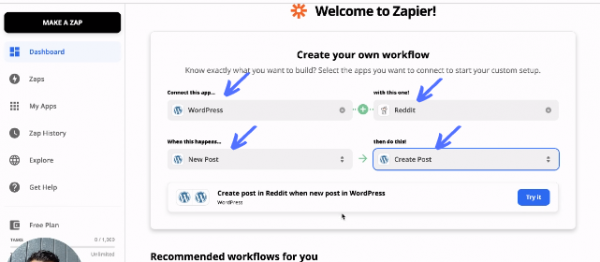 MAKE A ZAP
Dashboard
Zaps
My Apps
Zap History
Explore
Get Help
Free Plan
TASKS
Unlimited
Welcome to Zapier!
Create your own workflow
Know exactly what you want to build? Select the apps you want to connect to start your custom setup.
Connect this app...
with this one!
WordPress
Reddit
When this happens...
then do this!
New Post
Create Post
Create post in Reddit when new post in WordPress
WordPress
Try it
Recommended workflows for you